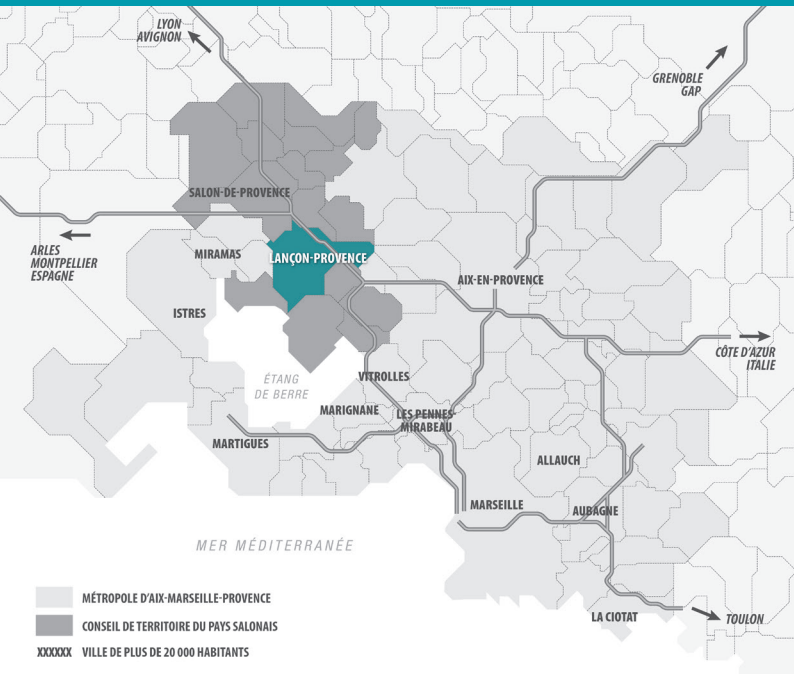 LYON
AVIGNON
GRENOBLE
GAP
SALON-DE-PROVENCE
ARLES
MONTPELLIER
ESPAGNE
MIRAMAS
LANÇON-PROVENCE
AIX-EN-PROVENCE
ISTRES
CÔTE D'AZUR
ITALIE
ÉTANG
DE BERRE
VITROLLES
MARIGNANE
LES PENNES-
MIRABEAU
MARTIGUES
ALLAUCH
MARSEILLE
AUBAGNE
MER MÉDITERRANÉE
MÉTROPOLE D'AIX-MARSEILLE-PROVENCE
CONSEIL DE TERRITOIRE DU PAYS SALONAIS
LA CIOTAT
TOULON
XXXXXX VILLE DE PLUS DE 20 000 HABITANTS